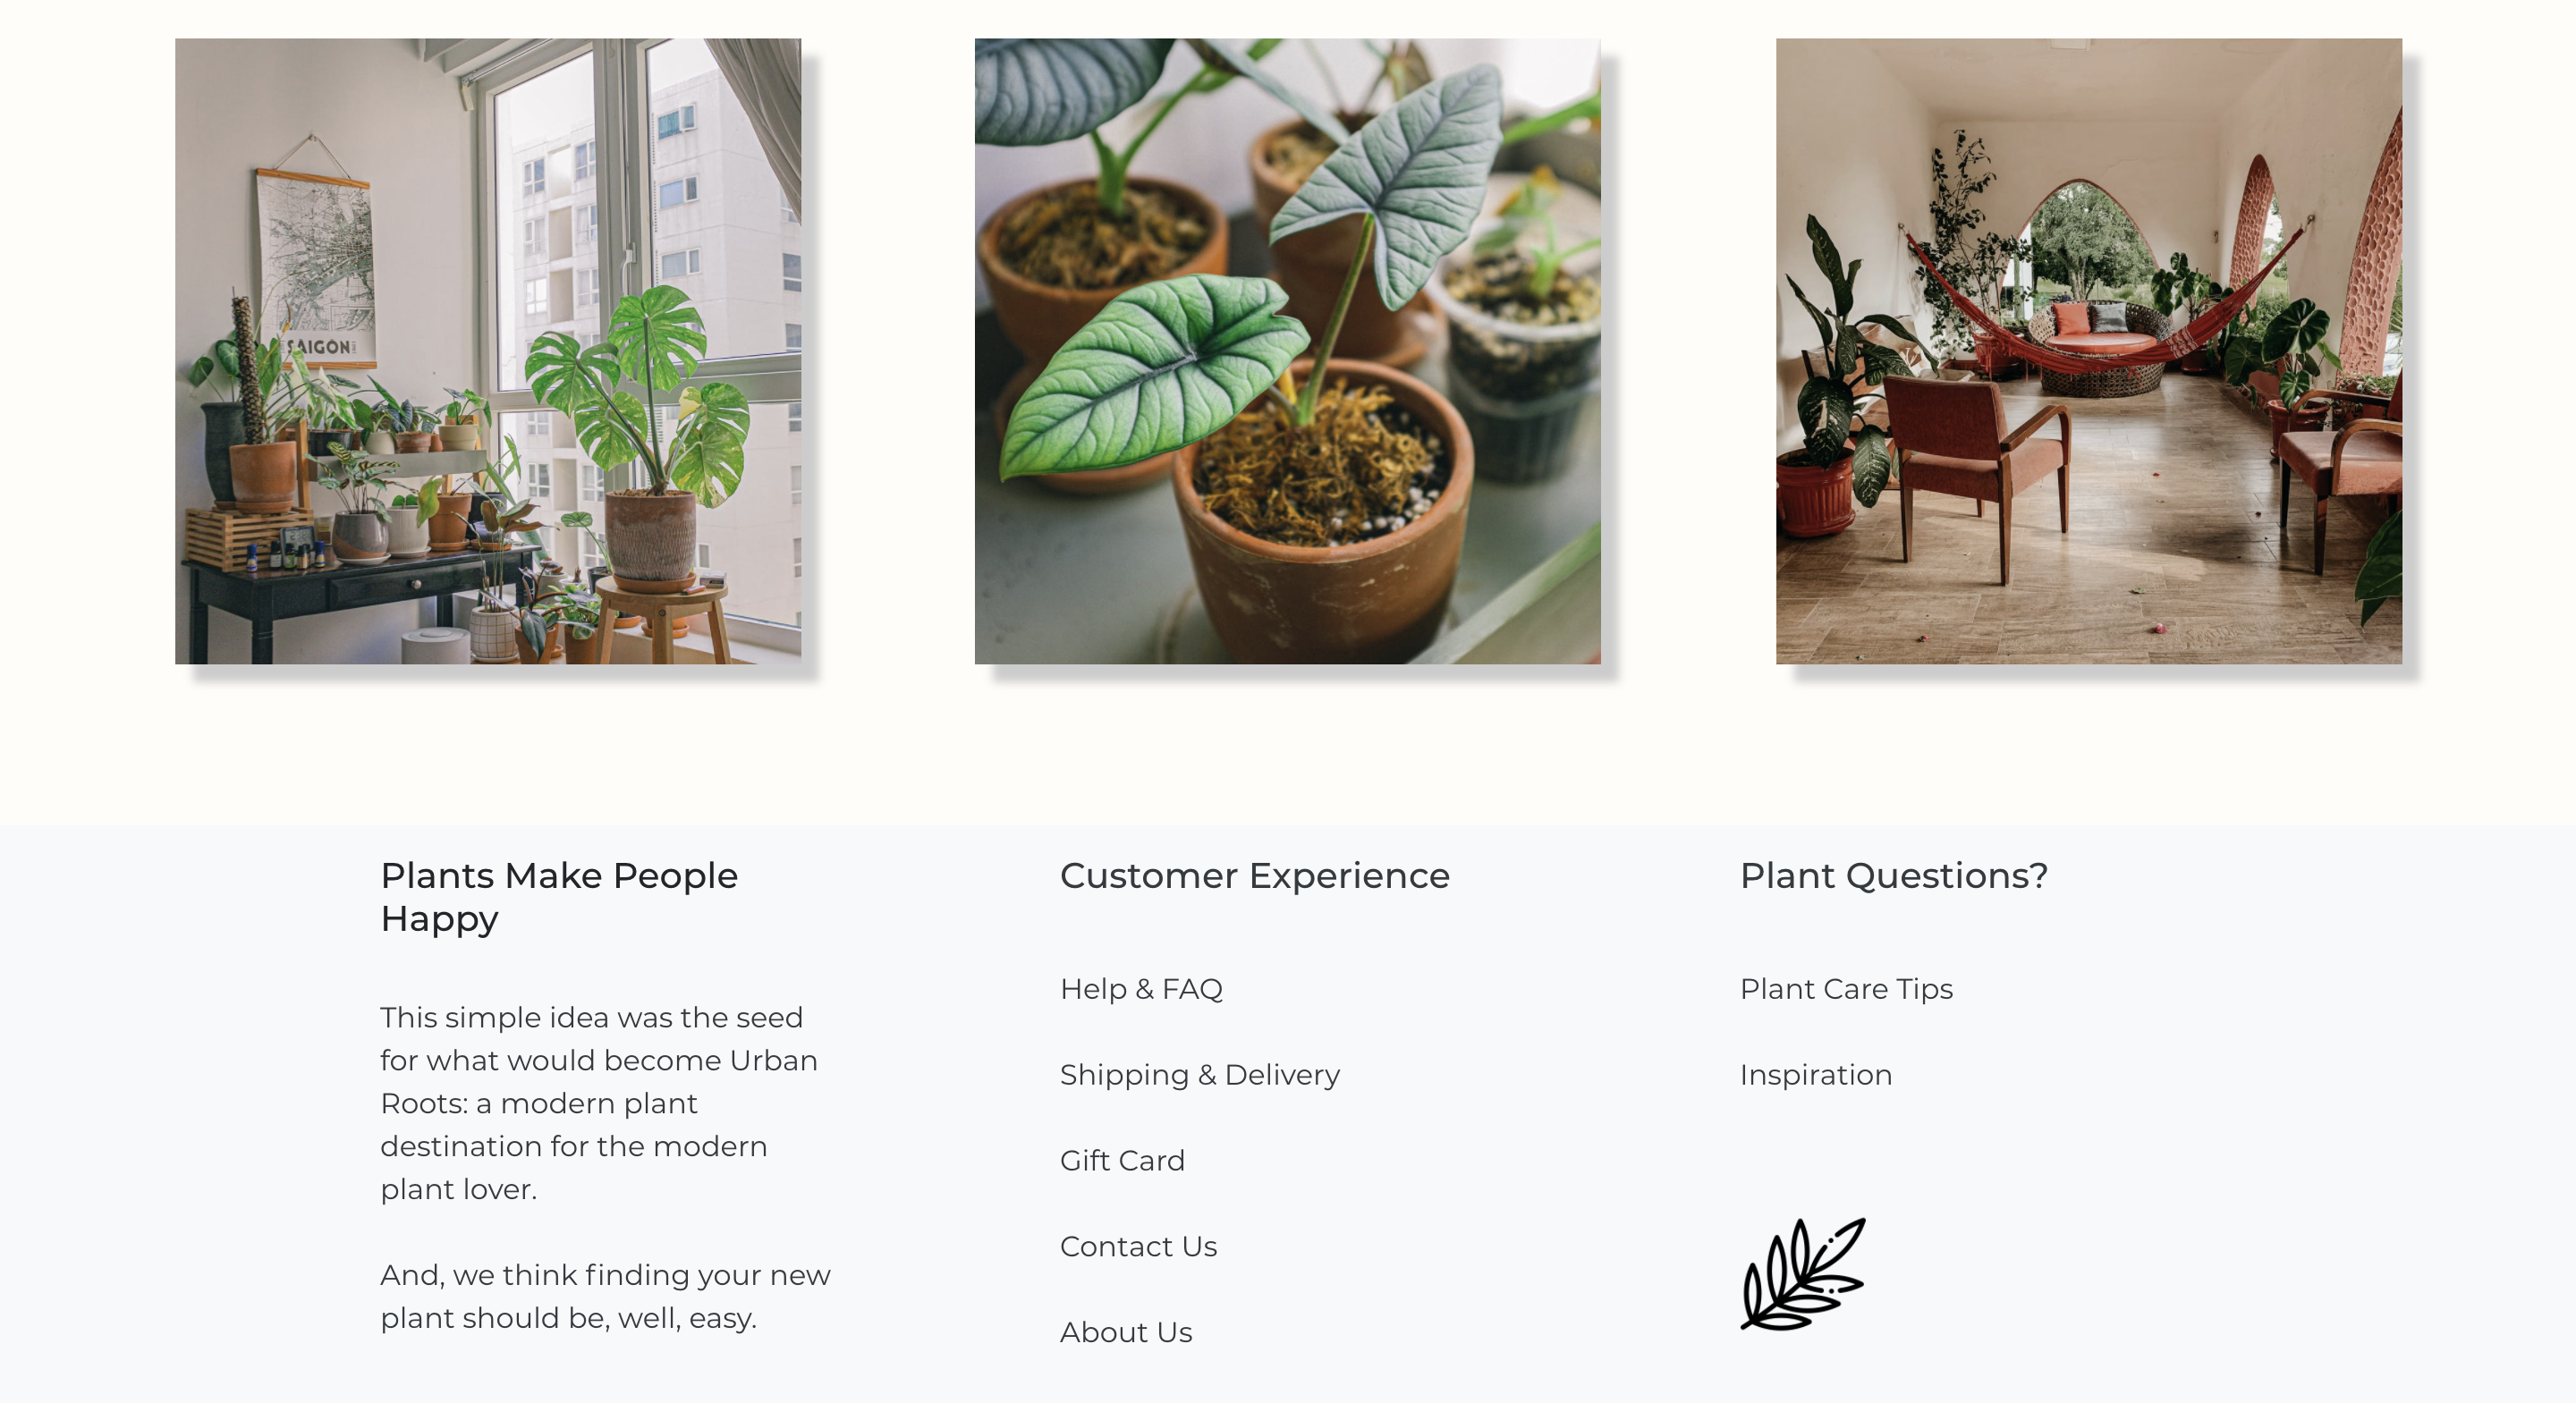 SAIGON
Plants Make People
Happy
This simple idea was the seed
for what would become Urban
Roots: a modern plant
destination for the modern
plant lover.
And, we think finding your new
plant should be, well, easy.
Customer Experience
Help & FAQ
Shipping & Delivery
Gift Card
Contact Us
About Us
Plant Questions?
Plant Care Tips
Inspiration